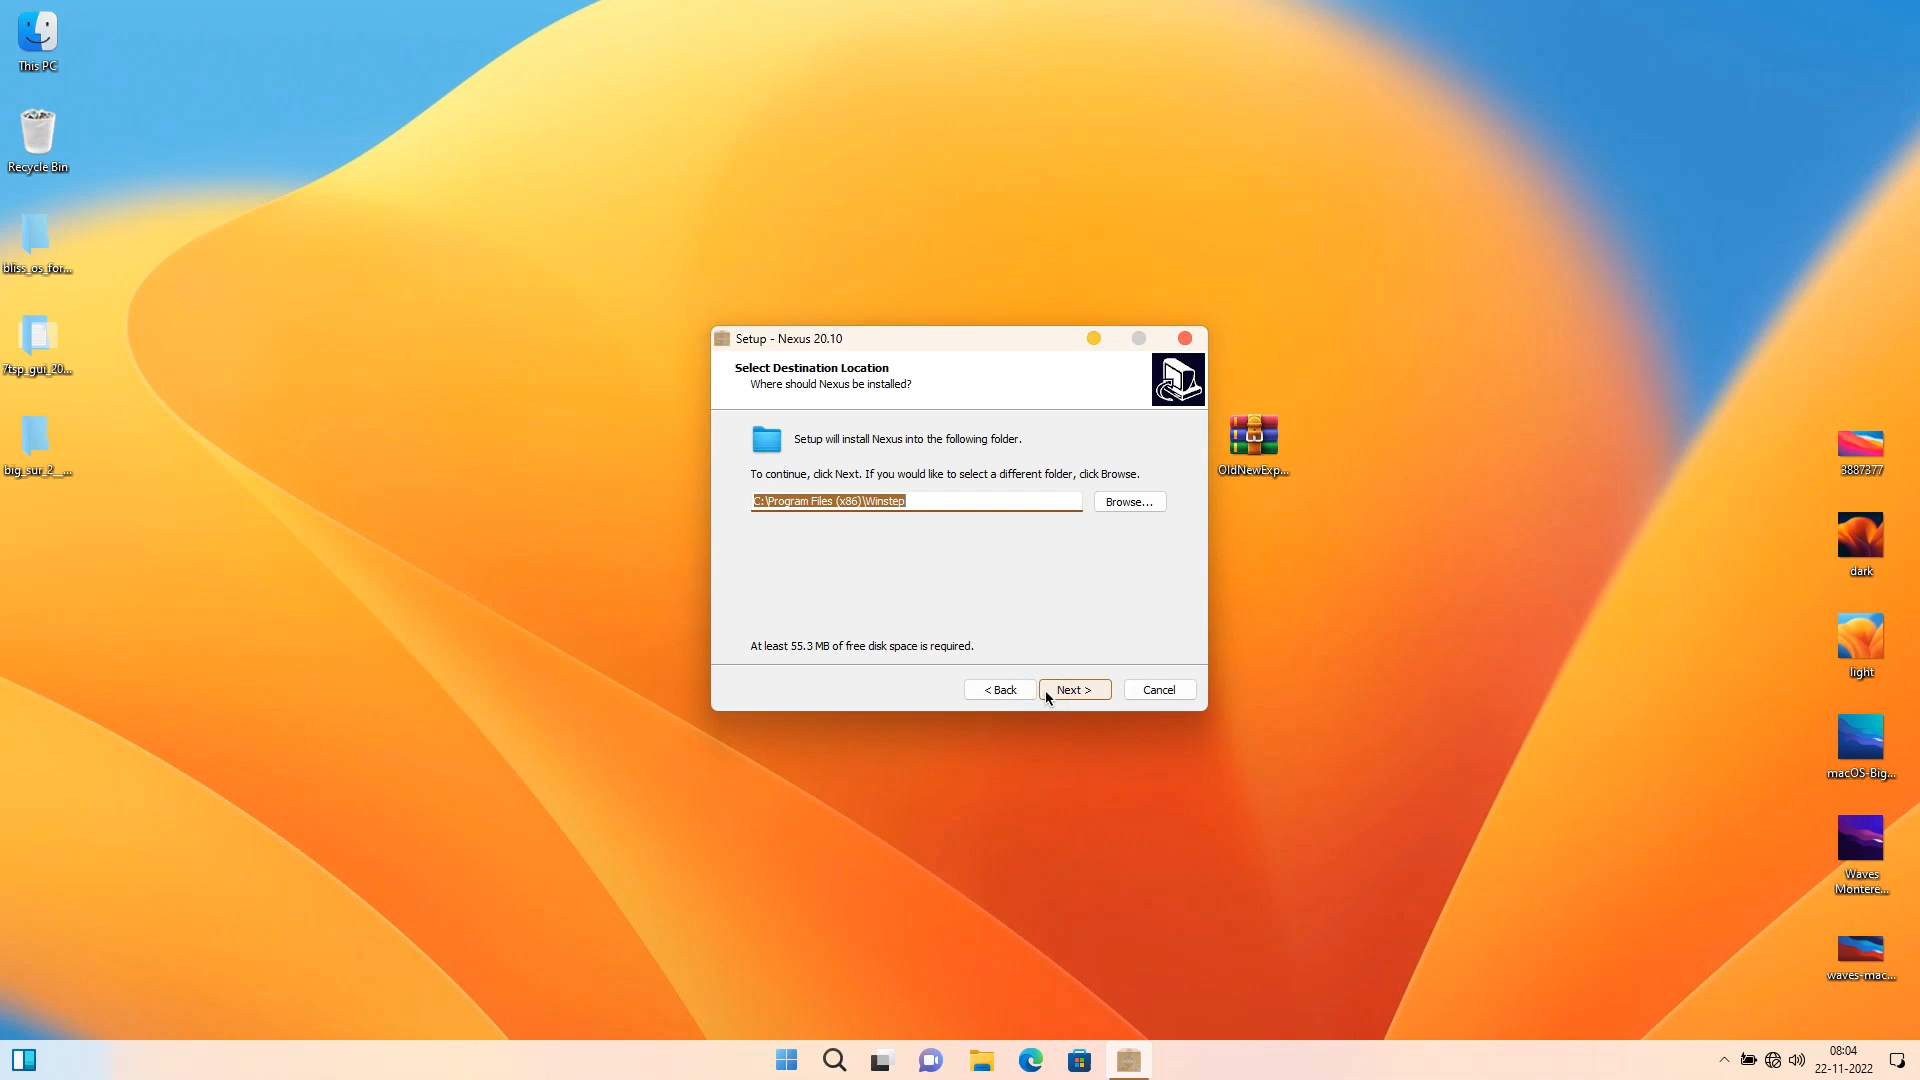 This PC
Recycle Bin
bliss_os_for...
7tsp_gui_20...
big_sur_2__...
Setup - Nexus 20.10
Select Destination Location
Where should Nexus be installed?
Setup will install Nexus into the following folder.
To continue, click Next. If you would like to select a different folder, click Browse.
C:\Program Files (x86)\Winstep
Browse...
At least 55.3 MB of free disk space is required.
< Back
Next >
Cancel
OldNewExp...
3887377
dark
light
macOS-Big...
Waves
Montere...
waves-mac...
08:04
22-11-2022